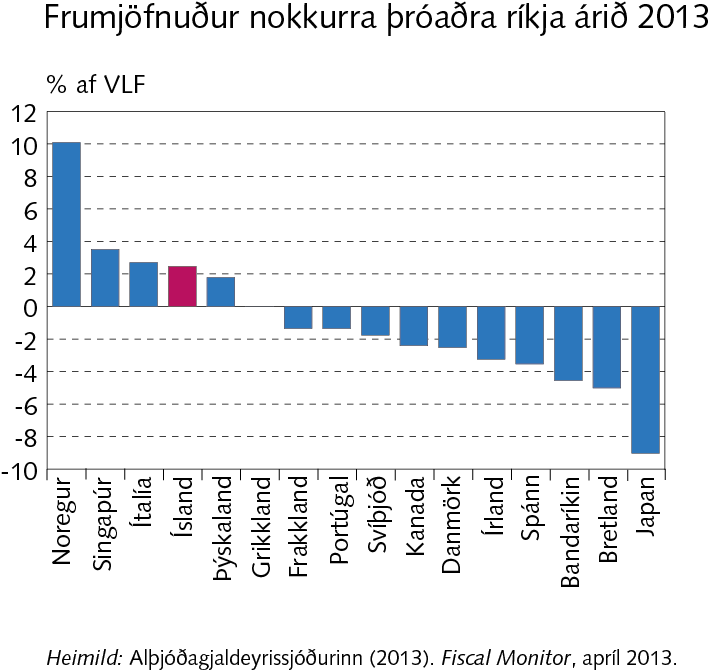 Frumjöfnuður nokkurra þróaðra ríkja árið 2013
% af VLF
12
10
8
6
4
2
0
-2
-4
-6
-8
-10
Noregur
Singapúr
Ítalía
Ísland
Þýskaland
Grikkland
Frakkland
Portúgal
Svíþjóð
Kanada
Danmörk
Írland
Spánn
Bandaríkin
Bretland
Japan
Heimild: Alþjóðagjaldeyrissjóðurinn (2013). Fiscal Monitor, apríl 2013.